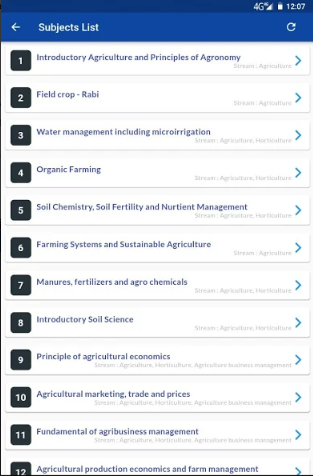 4G 12:07
Subjects List
1 Introductory Agriculture and Principles of Agronomy
Stream : Agriculture
2 Field crop - Rabi
Stream : Agriculture
3 Water management including microirrigation
Stream : Agriculture, Horticulture
4 Organic Farming
Stream : Agriculture, Horticulture
5 Soil Chemistry, Soil Fertility and Nurtient Management
Stream : Agriculture, Horticulture
6 Farming Systems and Sustainable Agriculture
Stream : Agriculture
7 Manures, fertilizers and agro chemicals
Stream : Agriculture, Horticulture
8 Introductory Soil Science
Stream : Agriculture, Horticulture
9 Principle of agricultural economics
Stream : Agriculture, Horticulture, Agriculture business management
10 Agricultural marketing, trade and prices
Stream : Agriculture, Horticulture, Agriculture business management
11 Fundamental of agribusiness management
Stream : Agriculture, Horticulture, Agriculture business management
12 Agricultural production economics and farm management